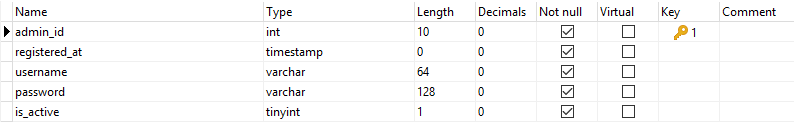 Name Type Length Decimals Not null Virtual Key Comment
admin_id int 10 0 1
registered_at timestamp 0 0
username varchar 64 0
password varchar 128 0
is_active tinyint 1 0